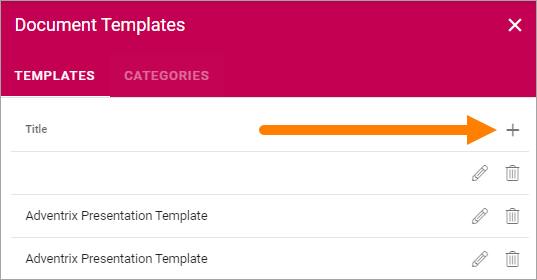 Document Templates
TEMPLATES CATEGORIES
Title
Adventrix Presentation Template
Adventrix Presentation Template